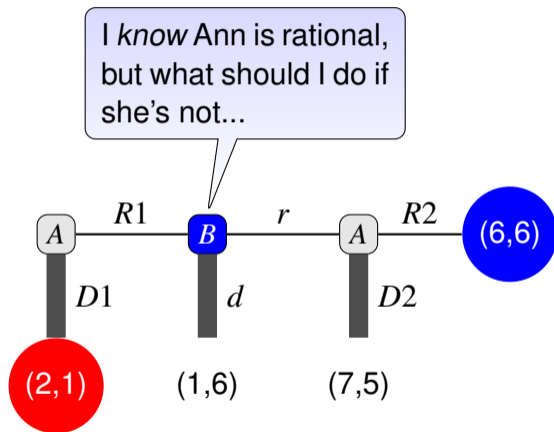 I know Ann is rational,
but what should I do if
she's not...
R1 r R2
A B A (6,6)
D1 d D2
(2,1) (1,6) (7,5)